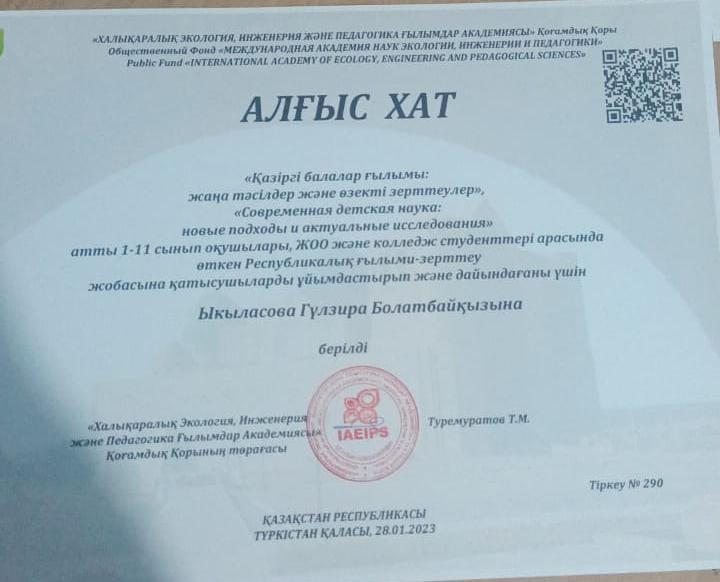 «ХАЛЫҚАРАЛЫҚ ЭКОЛОГИЯ, ИНЖЕНЕРИЯ ЖӘНЕ ПЕДАГОГИКА ҒЫЛЫМДАР АКАДЕМИЯСЫ» Қоғамдық Қоры
Общественный Фонд «МЕЖДУНАРОДНАЯ АКАДЕМИЯ НАУК ЭКОЛОГИИ, ИНЖЕНЕРИИ И ПЕДАГОГИКИ»
Public Fund «INTERNATIONAL ACADEMY OF ECOLOGY, ENGINEERING AND PEDAGOGICAL SCIENCES»
АЛҒЫС ХАТ
«Қазіргі балалар ғылымы:
жаңа тәсілдер және өзекті зерттеулер»,
«Современная детская наука:
новые подходы и актуальные исследования»
атты 1-11 сынып оқушылары, ЖОО және колледж студенттері арасында
өткен Республикалық ғылыми-зерттеу
жобасына қатысушыларды ұйымдастырып және дайындағаны үшін
Ыкыласова Гүлзира Болатбайқызына
берілді
«Халықаралық Экология, Инженерия
және Педагогика Ғылымдар Академиясы»
Қоғамдық Қорының төрағасы
IAEIPS
Туремуратов Т.М.
Тіркеу № 290
ҚАЗАҚСТАН РЕСПУБЛИКАСЫ
ТҮРКІСТАН ҚАЛАСЫ, 28.01.2023